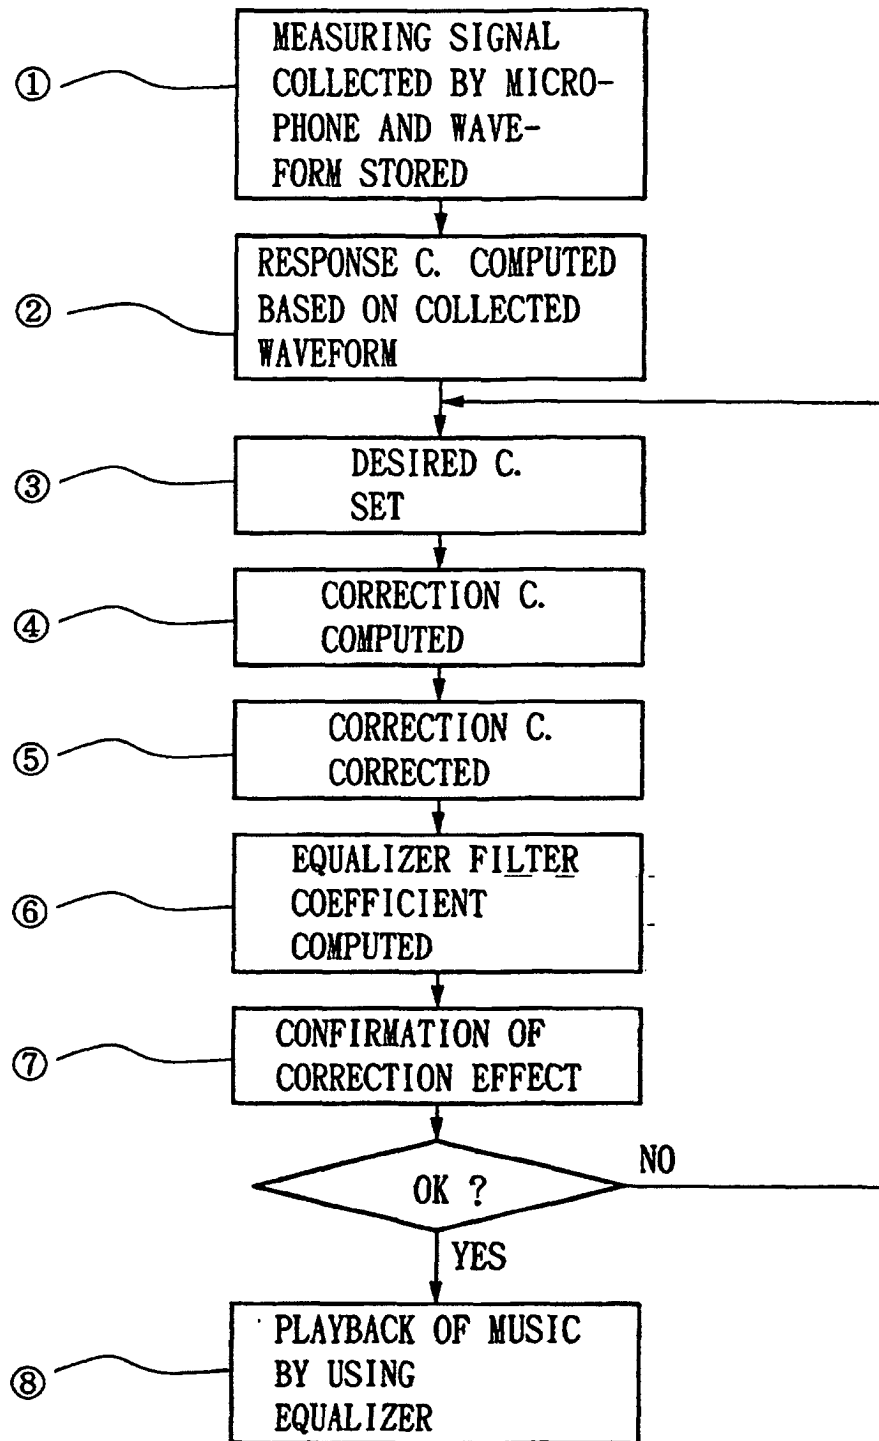 ①
MEASURING SIGNAL
COLLECTED BY MICRO-
PHONE AND WAVE-
FORM STORED
②
RESPONSE C. COMPUTED
BASED ON COLLECTED
WAVEFORM
③
DESIRED C.
SET
④
CORRECTION C.
COMPUTED
⑤
CORRECTION C.
CORRECTED
⑥
EQUALIZER FILTER
COEFFICIENT
COMPUTED
⑦
CONFIRMATION OF
CORRECTION EFFECT
OK ?
NO
YES
⑧
PLAYBACK OF MUSIC
BY USING
EQUALIZER